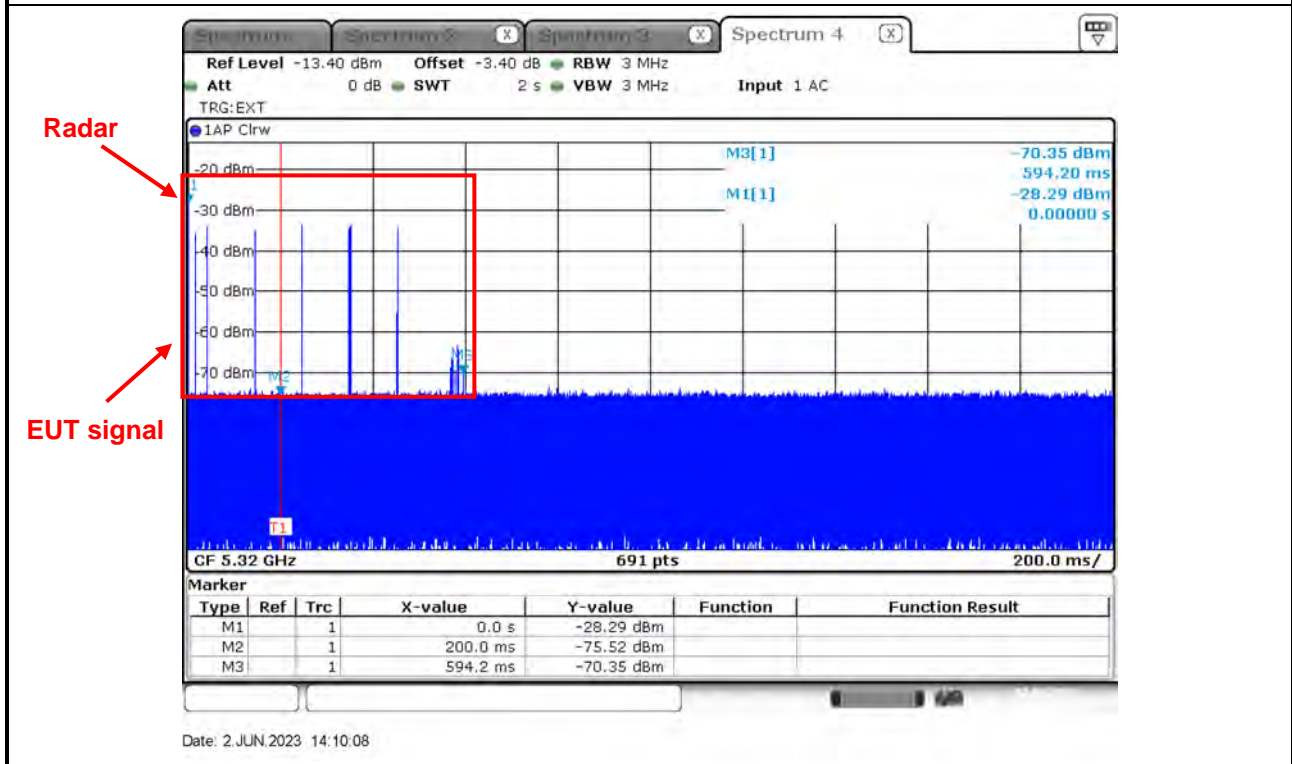 Spectrum 4
Ref Level -13.40 dBm Offset -3.40 dB RBW 3 MHz
Att 0 dB SWT 2 s VBW 3 MHz Input 1 AC
TRG:EXT
Radar
1AP Clrw
M3[1] -70.35 dBm
594.20 ms
M1[1] -28.29 dBm
0.00000 s
-20 dBm
-30 dBm
-40 dBm
-50 dBm
-60 dBm
-70 dBm
M2
EUT signal
T1
CF 5.32 GHz 691 pts 200.0 ms/
Marker
Type Ref Trc X-value Y-value Function Function Result
M1 1 0.0 s -28.29 dBm
M2 1 200.0 ms -75.52 dBm
M3 1 594.2 ms -70.35 dBm
Date: 2.JUN.2023 14:10:08